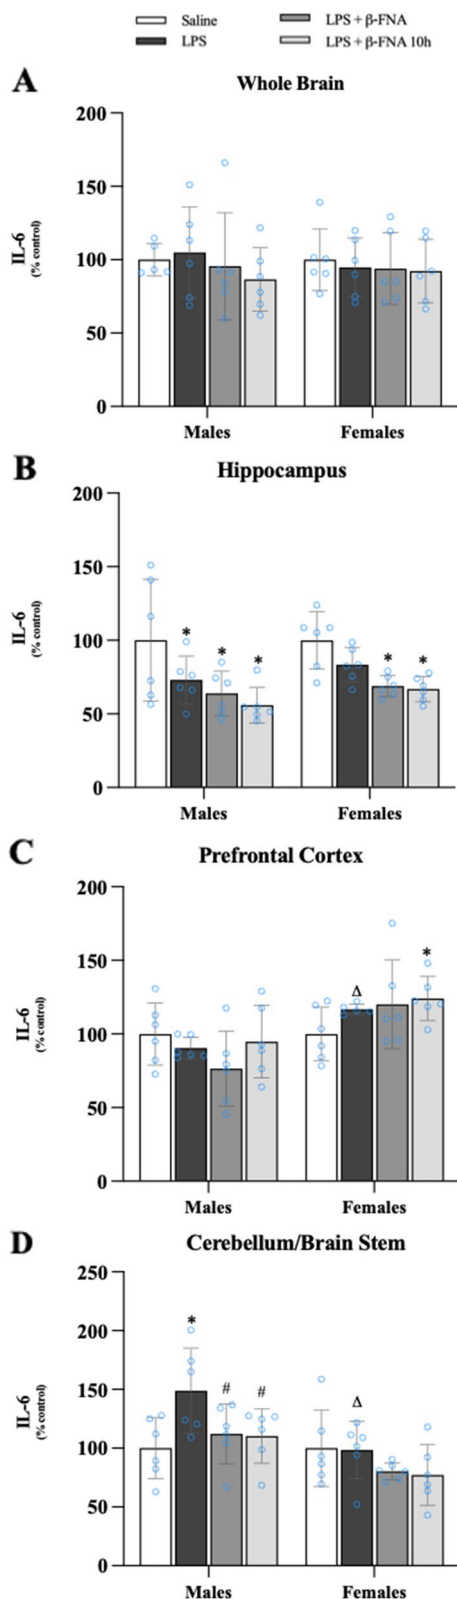 Saline
LPS + β-FNA
LPS
LPS + β-FNA 10h
A
Whole Brain
200
150
100
50
0
IL-6
(% control)
Males
Females
B
Hippocampus
200
150
100
50
0
IL-6
(% control)
*
*
*
*
*
Males
Females
C
Prefrontal Cortex
200
150
100
50
0
IL-6
(% control)
Δ
*
Males
Females
D
Cerebellum/Brain Stem
250
200
150
100
50
0
IL-6
(% control)
*
#
#
Δ
Males
Females